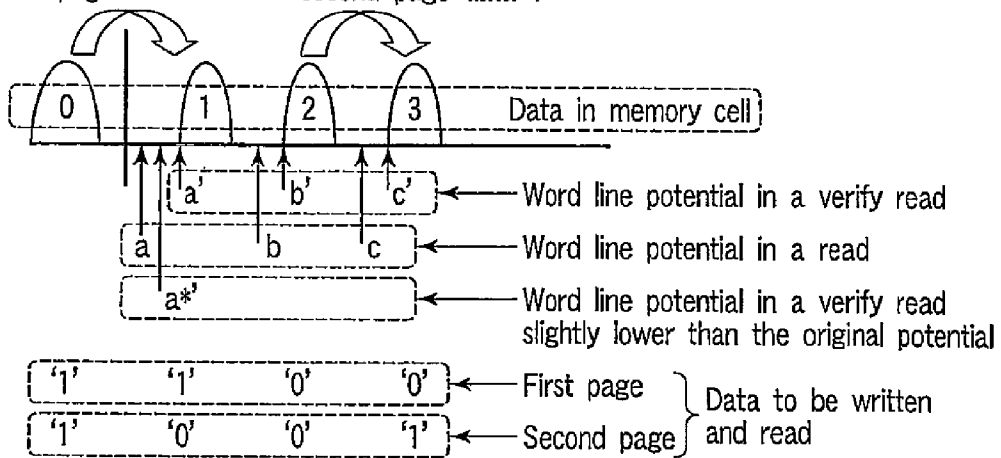 0 1 2 3 Data in memory cell
a' b' c' Word line potential in a verify read
a b c Word line potential in a read
a*' Word line potential in a verify read
slightly lower than the original potential
'1' '1' '0' '0' First page
Data to be written
and read
'1' '0' '0' '1' Second page